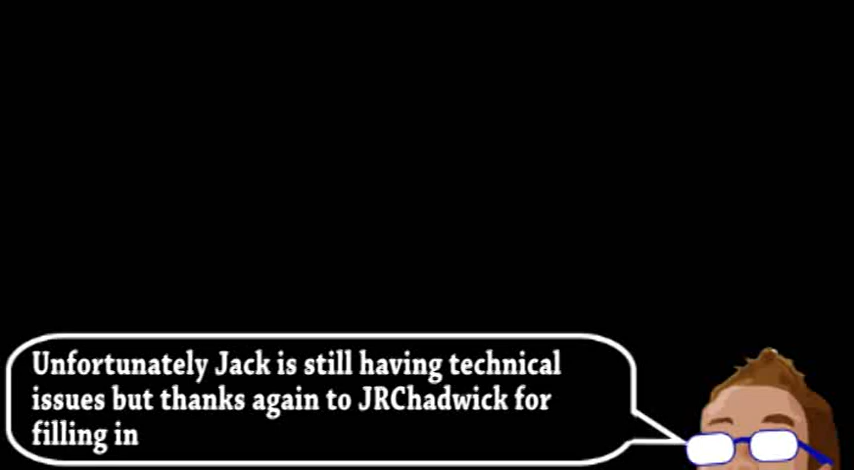 Unfortunately Jack is still having technical
issues but thanks again to JRChadwick for
filling in